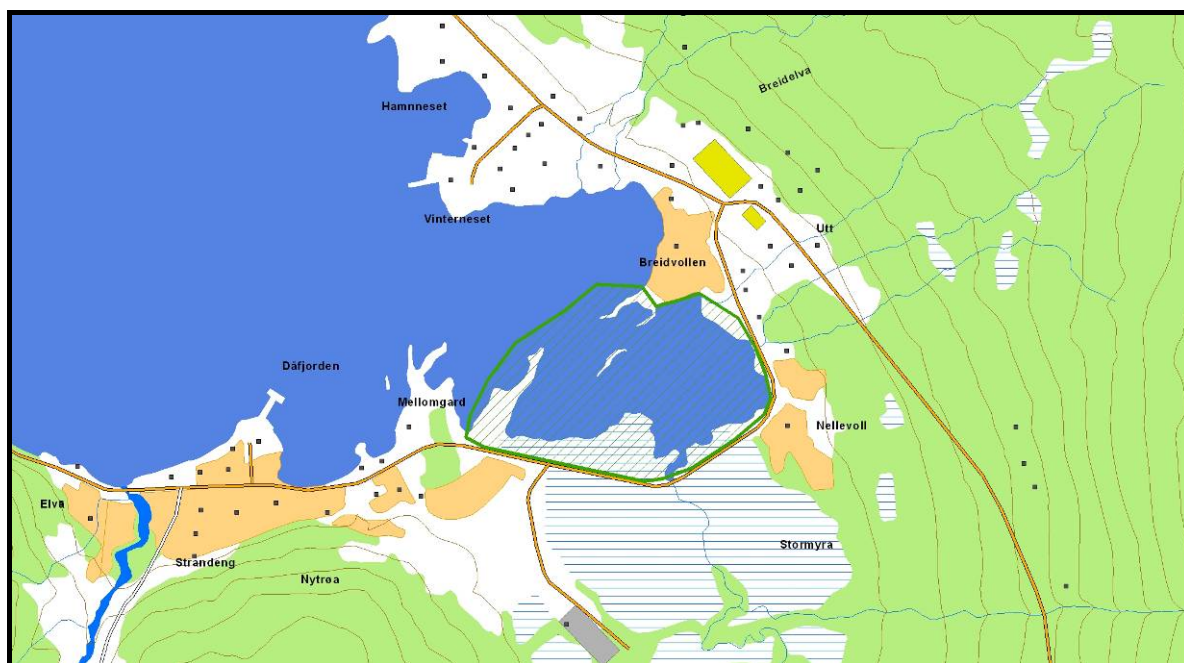 Breidelva
Hamnneset
Vinterneset
Utt
Breidvollen
Dåfjorden
Mellomgard
Nellevoll
Elva
Stormyra
Strandeng
Nytrøa